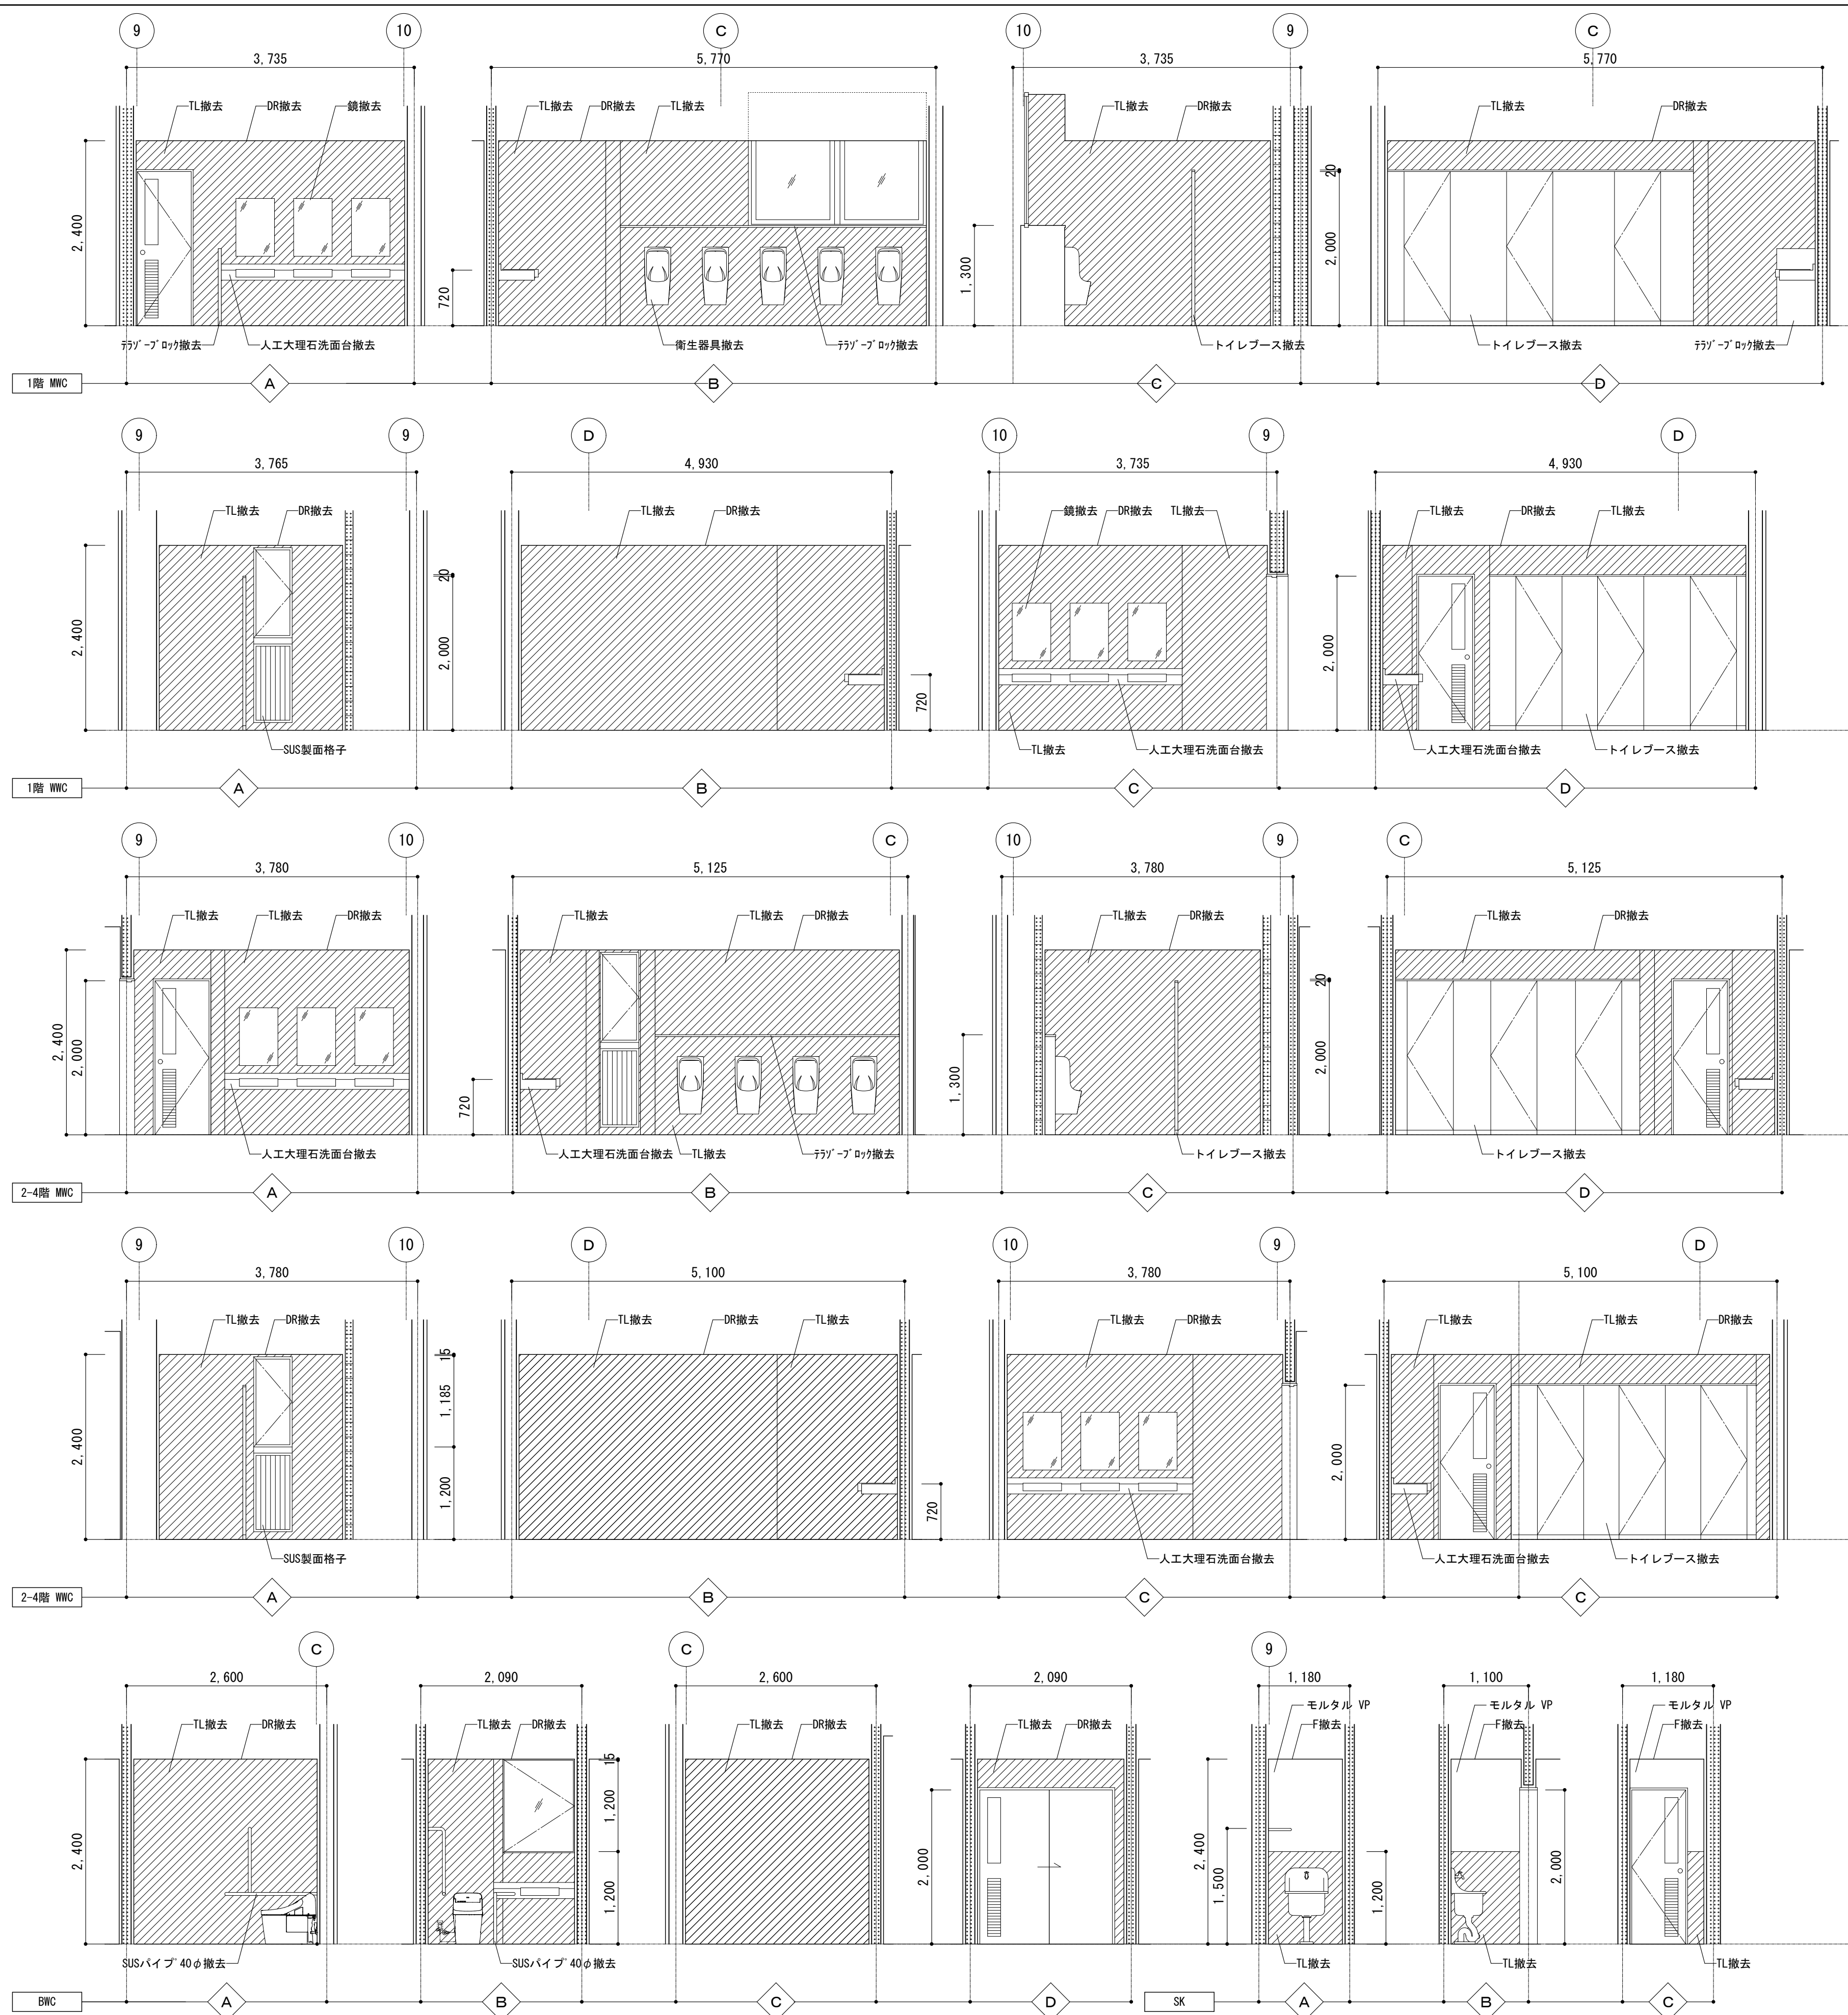 9 10 C 10 9 C
3,735 5,770 3,735 5,770
TL撤去 DR撤去 鏡撤去 TL撤去 DR撤去 TL撤去 TL撤去 DR撤去 TL撤去 DR撤去
2,400 720 1,300 20 2,000
ﾃﾗｿﾞｰﾌﾞﾛｯｸ撤去 人工大理石洗面台撤去 衛生器具撤去 ﾃﾗｿﾞｰﾌﾞﾛｯｸ撤去 トイレブース撤去 トイレブース撤去 ﾃﾗｿﾞｰﾌﾞﾛｯｸ撤去
1階 MWC A B C D
9 9 D 10 9 D
3,765 4,930 3,735 4,930
TL撤去 DR撤去 TL撤去 DR撤去 鏡撤去 DR撤去 TL撤去 TL撤去 DR撤去 TL撤去
2,400 20 2,000 720 2,000
SUS製面格子 TL撤去 人工大理石洗面台撤去 人工大理石洗面台撤去 トイレブース撤去
1階 WWC A B C D
9 10 C 10 9 C
3,780 5,125 3,780 5,125
TL撤去 TL撤去 DR撤去 TL撤去 TL撤去 DR撤去 TL撤去 DR撤去 TL撤去 DR撤去
2,400 2,000 720 1,300 20 2,000
人工大理石洗面台撤去 人工大理石洗面台撤去 TL撤去 ﾃﾗｿﾞｰﾌﾞﾛｯｸ撤去 トイレブース撤去 トイレブース撤去
2-4階 MWC A B C D
9 10 D 10 9 D
3,780 5,100 3,780 5,100
TL撤去 DR撤去 TL撤去 DR撤去 TL撤去 TL撤去 DR撤去 TL撤去 TL撤去 DR撤去
2,400 15 1,185 1,200 720 2,000
SUS製面格子 人工大理石洗面台撤去 人工大理石洗面台撤去 トイレブース撤去
2-4階 WWC A B C C
C C 9
2,600 2,090 2,600 2,090 1,180 1,100 1,180
モルタル VP モルタル VP モルタル VP
TL撤去 DR撤去 TL撤去 DR撤去 TL撤去 DR撤去 TL撤去 DR撤去 F撤去 F撤去 F撤去
2,400 15 1,200 1,200 2,000 2,400 1,500 1,200 2,000
SUSパイプ40φ撤去 SUSパイプ40φ撤去 TL撤去 TL撤去 TL撤去
BWC A B C D SK A B C